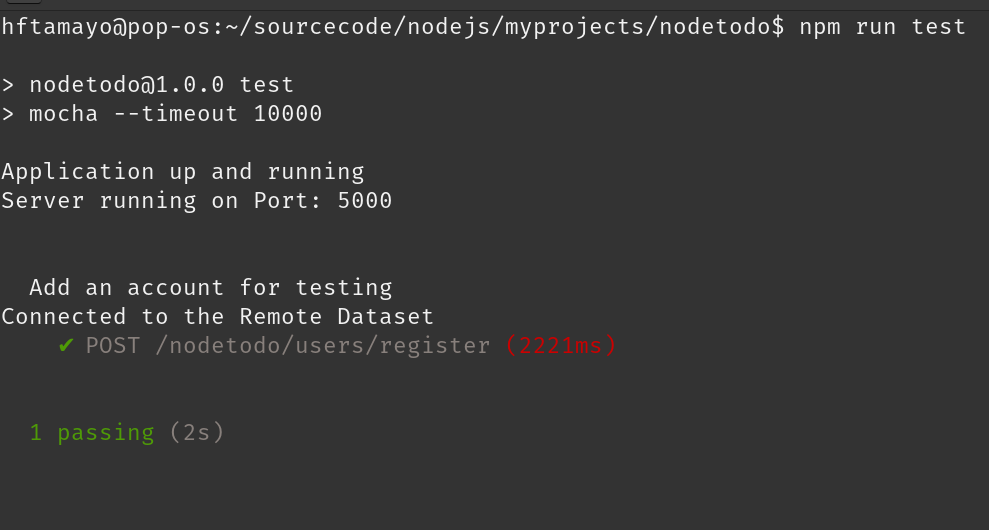 hftamayo@pop-os:~/sourcecode/nodejs/myprojects/nodetodo$ npm run test
> nodetodo@1.0.0 test
> mocha --timeout 10000
Application up and running
Server running on Port: 5000
Add an account for testing
Connected to the Remote Dataset
✔ POST /nodetodo/users/register (2221ms)
1 passing (2s)